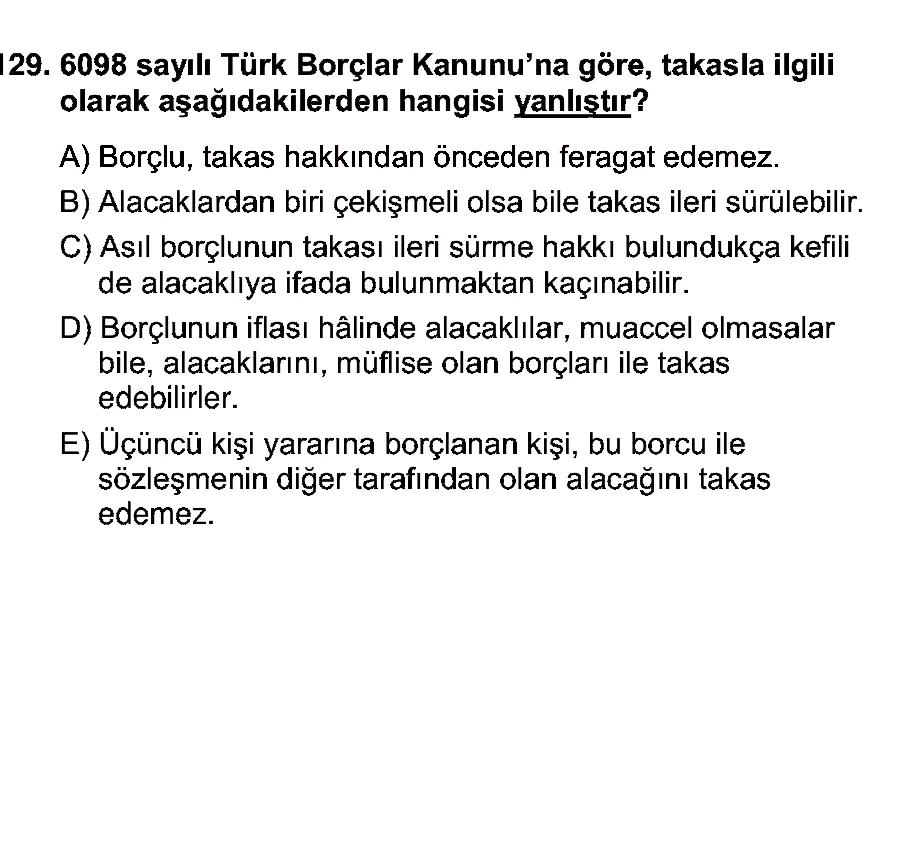 129. 6098 sayılı Türk Borçlar Kanunu’na göre, takasla ilgili
olarak aşağıdakilerden hangisi yanlıştır?
A) Borçlu, takas hakkından önceden feragat edemez.
B) Alacaklardan biri çekişmeli olsa bile takas ileri sürülebilir.
C) Asıl borçlunun takası ileri sürme hakkı bulundukça kefili
de alacaklıya ifada bulunmaktan kaçınabilir.
D) Borçlunun iflası hâlinde alacaklılar, muaccel olmasalar
bile, alacaklarını, müflise olan borçları ile takas
edebilirler.
E) Üçüncü kişi yararına borçlanan kişi, bu borcu ile
sözleşmenin diğer tarafından olan alacağını takas
edemez.